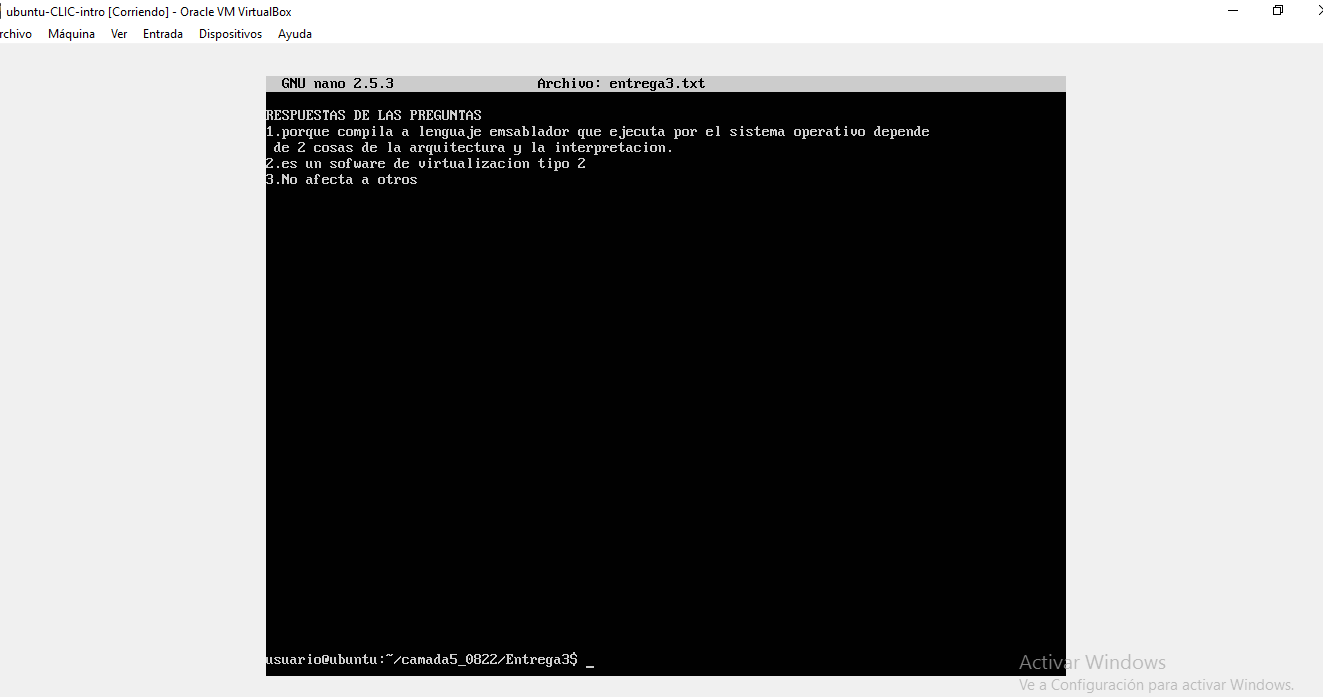 ubuntu-CLIC-intro [Corriendo] - Oracle VM VirtualBox
rchivo Máquina Ver Entrada Dispositivos Ayuda
GNU nano 2.5.3 Archivo: entrega3.txt
RESPUESTAS DE LAS PREGUNTAS
1.porque compila a lenguaje emsablador que ejecuta por el sistema operativo depende
de 2 cosas de la arquitectura y la interpretacion.
2.es un sofware de virtualizacion tipo 2
3.No afecta a otros
usuario@ubuntu:~/camada5_0822/Entrega3$ _
Activar Windows
Ve a Configuración para activar Windows.